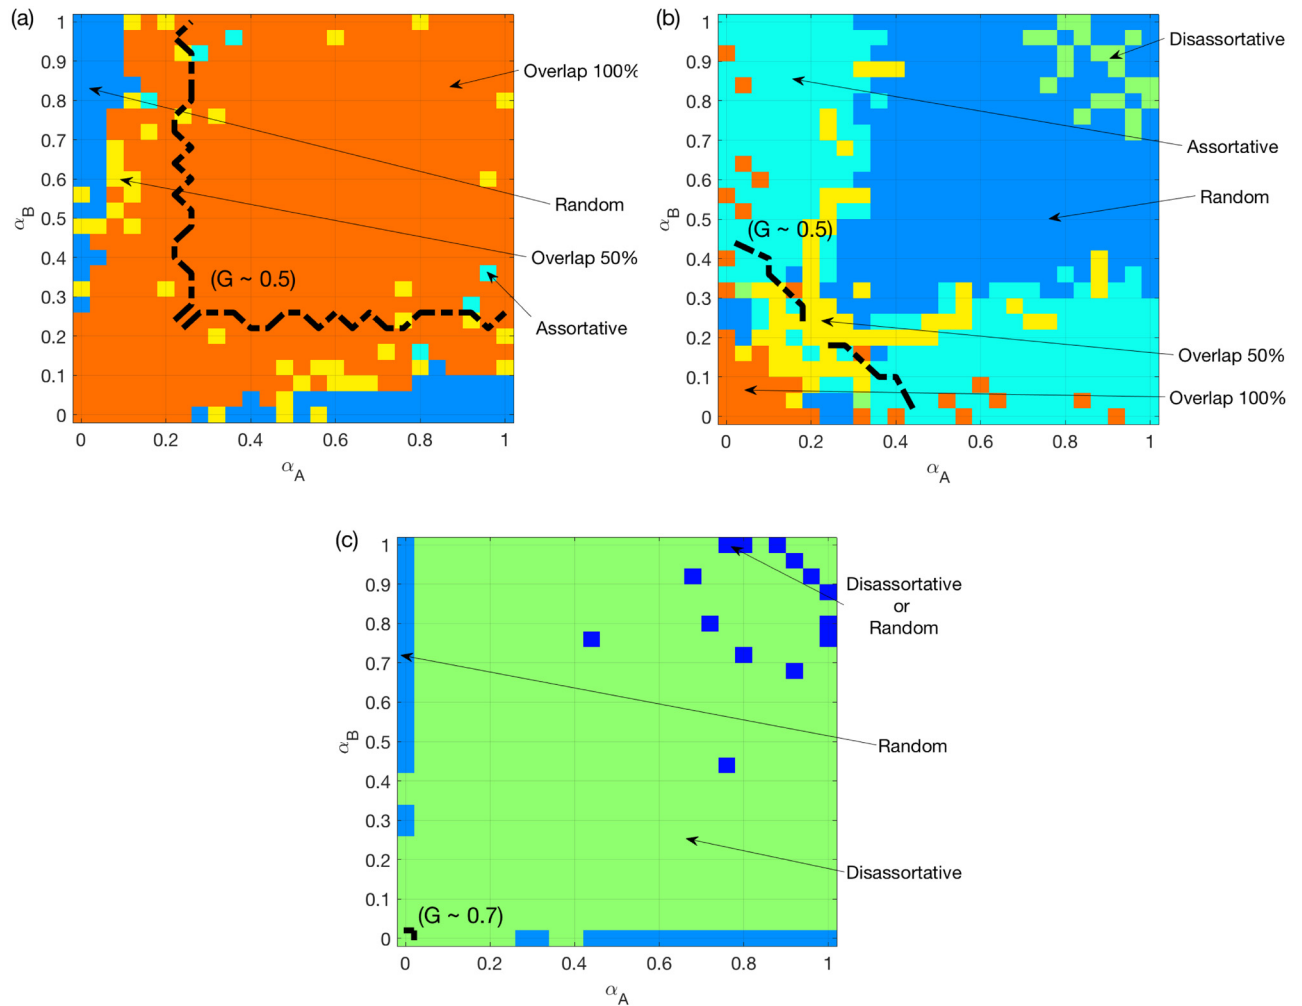 (a)
1
0.9
0.8
0.7
0.6
0.5
0.4
0.3
0.2
0.1
0
αB
0
0.2
0.4
0.6
0.8
1
αA
(G ~ 0.5)
Overlap 100%
Random
Overlap 50%
Assortative
(b)
1
0.9
0.8
0.7
0.6
0.5
0.4
0.3
0.2
0.1
0
αB
0
0.2
0.4
0.6
0.8
1
αA
(G ~ 0.5)
Disassortative
Assortative
Random
Overlap 50%
Overlap 100%
(c)
1
0.9
0.8
0.7
0.6
0.5
0.4
0.3
0.2
0.1
0
αB
0
0.2
0.4
0.6
0.8
1
αA
(G ~ 0.7)
Disassortative
or
Random
Random
Disassortative